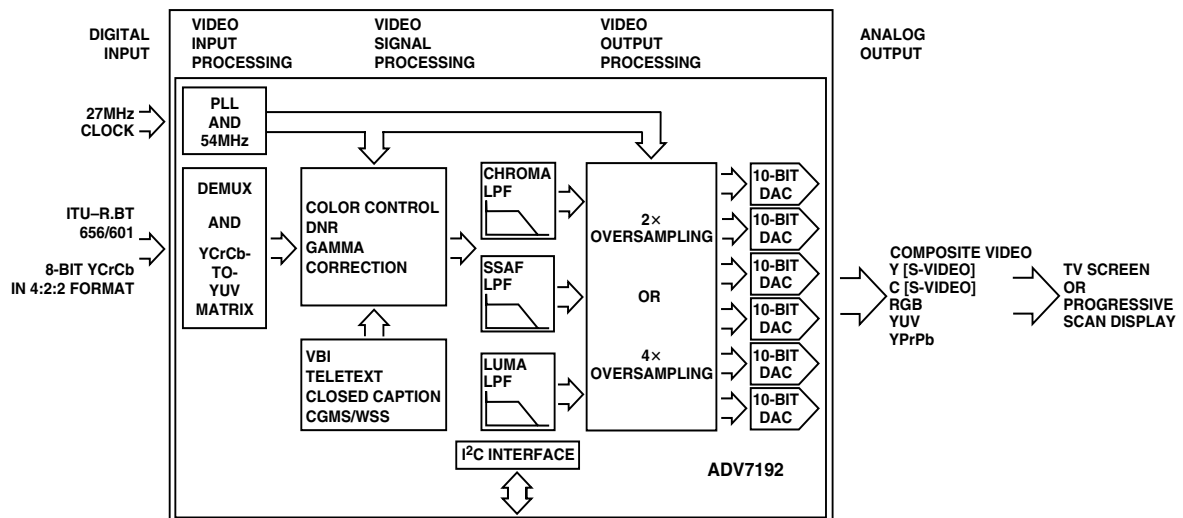 DIGITAL
INPUT
VIDEO
INPUT
PROCESSING
VIDEO
SIGNAL
PROCESSING
VIDEO
OUTPUT
PROCESSING
ANALOG
OUTPUT
27MHz
CLOCK
PLL
AND
54MHz
ITU–R.BT
656/601
8-BIT YCrCb
IN 4:2:2 FORMAT
DEMUX
AND
YCrCb-
TO-
YUV
MATRIX
COLOR CONTROL
DNR
GAMMA
CORRECTION
VBI
TELETEXT
CLOSED CAPTION
CGMS/WSS
CHROMA
LPF
SSAF
LPF
LUMA
LPF
I²C INTERFACE
2×
OVERSAMPLING
OR
4×
OVERSAMPLING
10-BIT
DAC
10-BIT
DAC
10-BIT
DAC
10-BIT
DAC
10-BIT
DAC
10-BIT
DAC
ADV7192
COMPOSITE VIDEO
Y [S-VIDEO]
C [S-VIDEO]
RGB
YUV
YPrPb
TV SCREEN
OR
PROGRESSIVE
SCAN DISPLAY